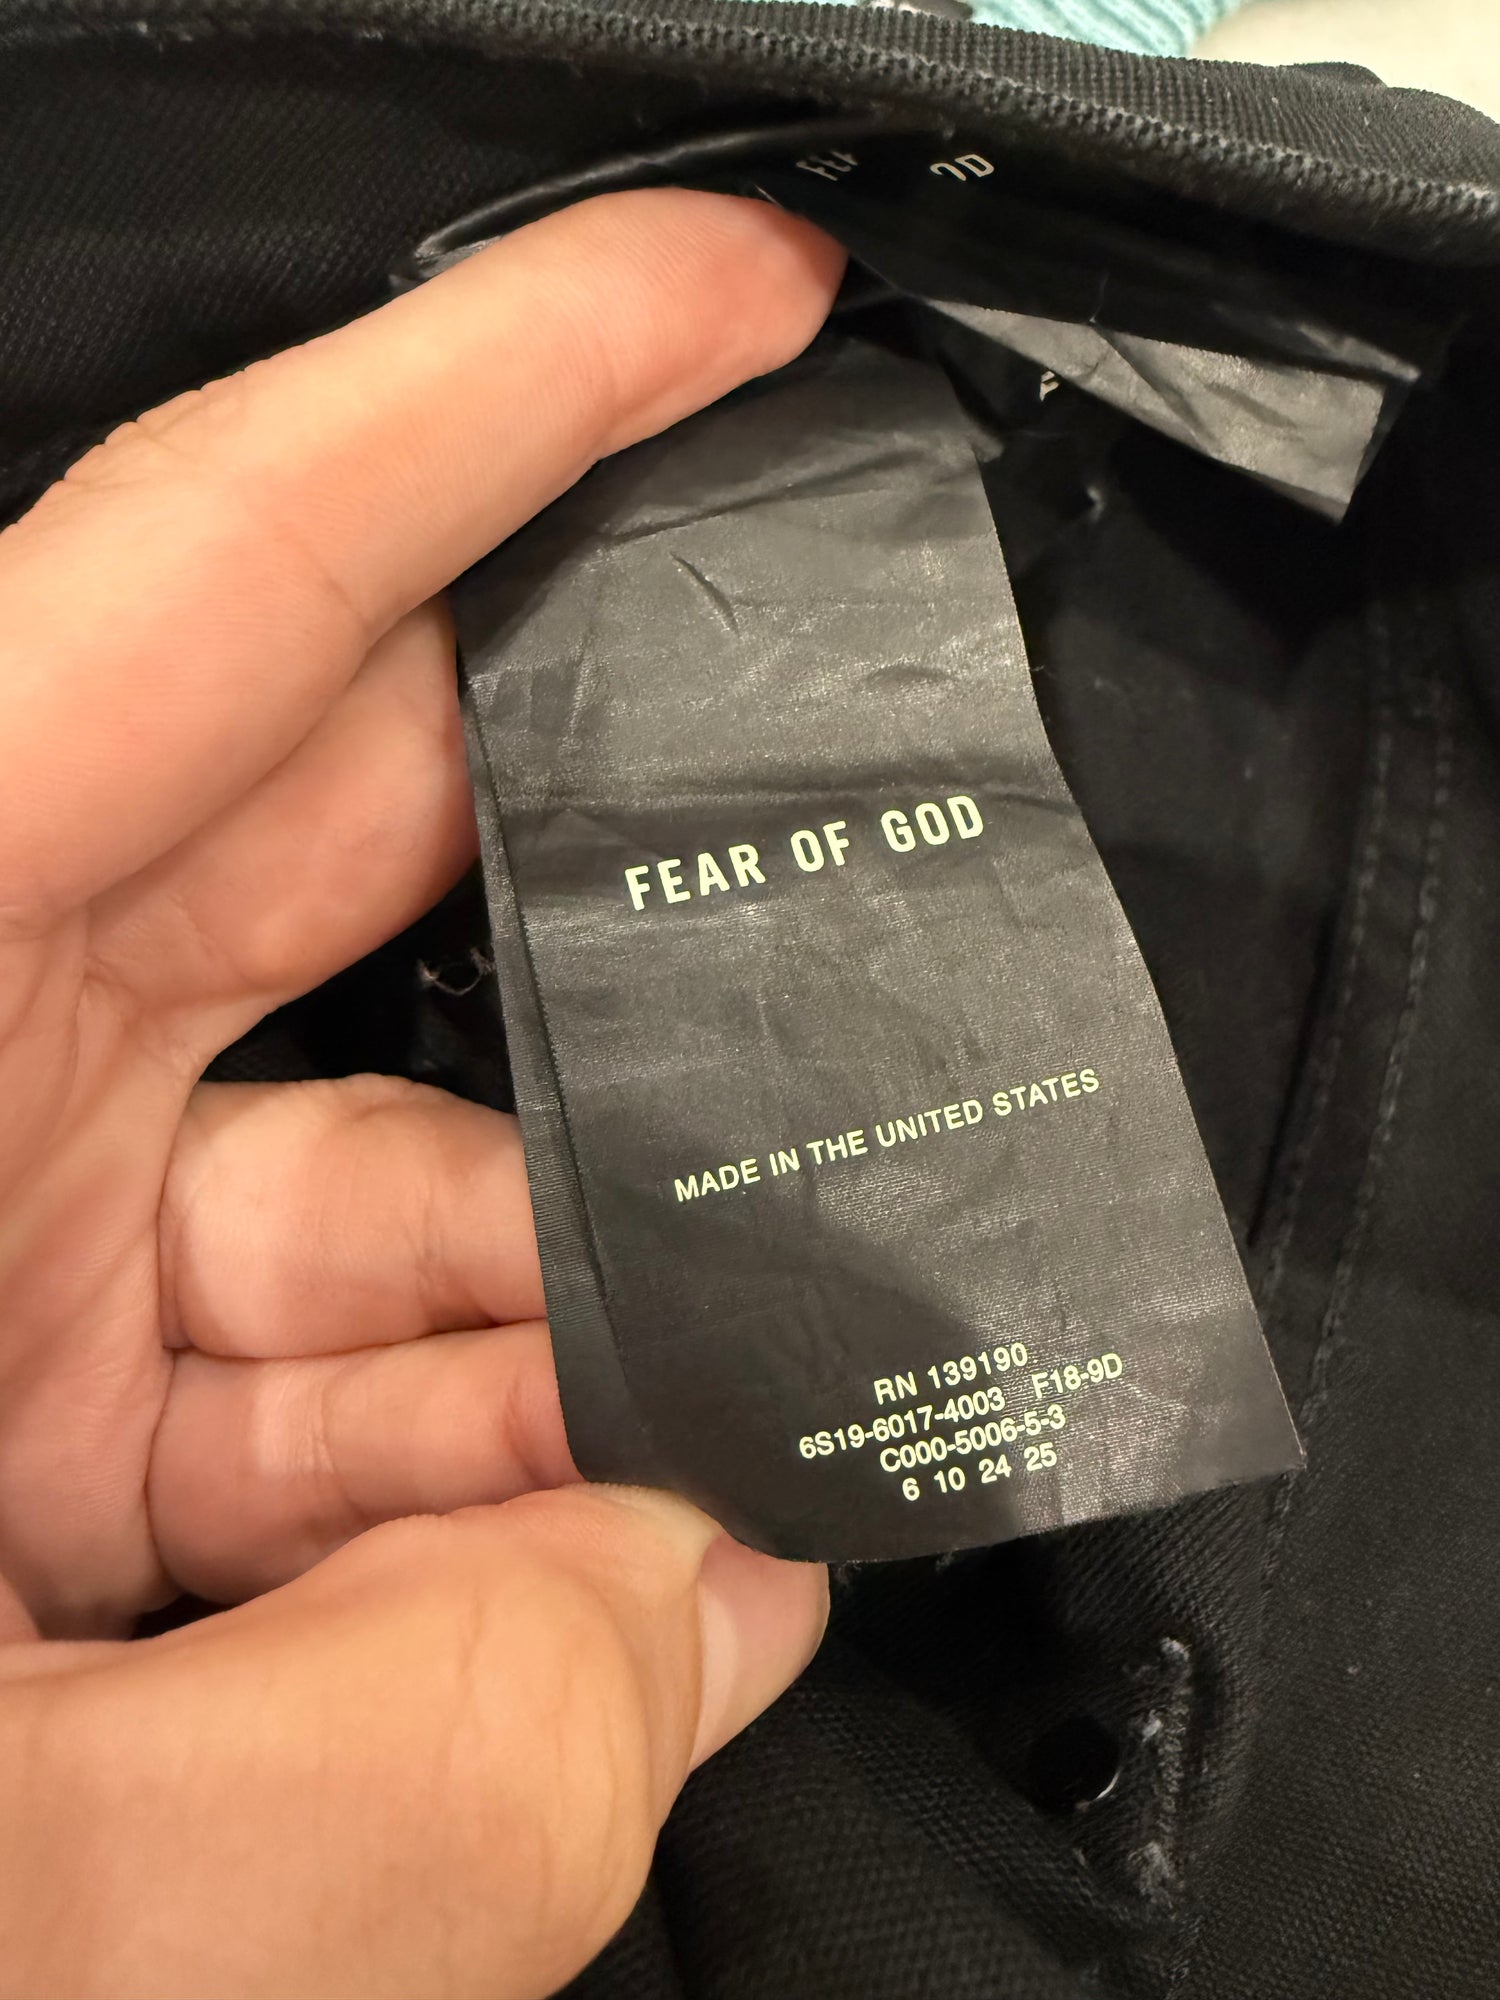 FEAR OF GOD
MADE IN THE UNITED STATES
RN 139190
6S19-6017-4003 F18-9D
C000-5006-5-3
6 10 24 25